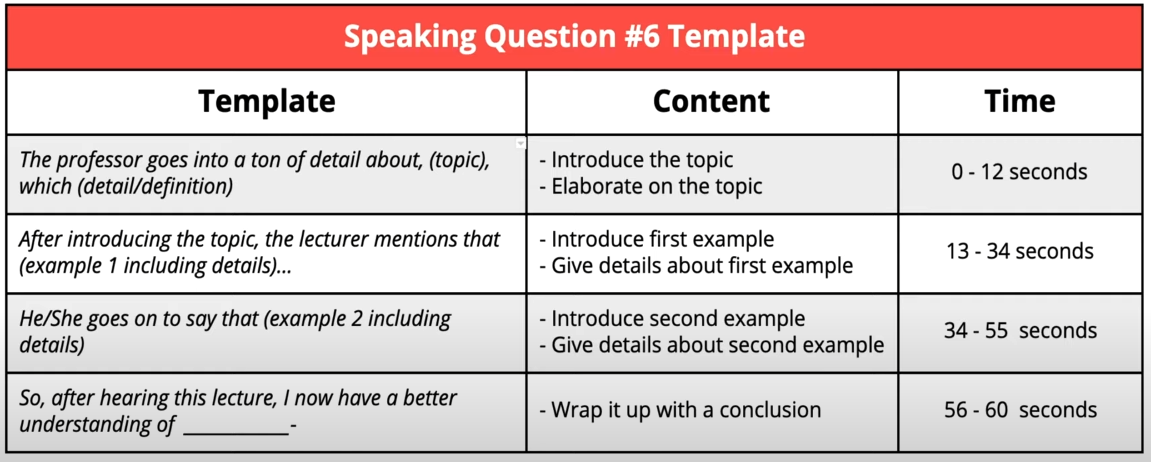 Speaking Question #6 Template
Template
Content
Time
The professor goes into a ton of detail about, (topic),
which (detail/definition)
- Introduce the topic
- Elaborate on the topic
0 - 12 seconds
After introducing the topic, the lecturer mentions that
(example 1 including details)...
- Introduce first example
- Give details about first example
13 - 34 seconds
He/She goes on to say that (example 2 including
details)
- Introduce second example
- Give details about second example
34 - 55 seconds
So, after hearing this lecture, I now have a better
understanding of ___________-
- Wrap it up with a conclusion
56 - 60 seconds